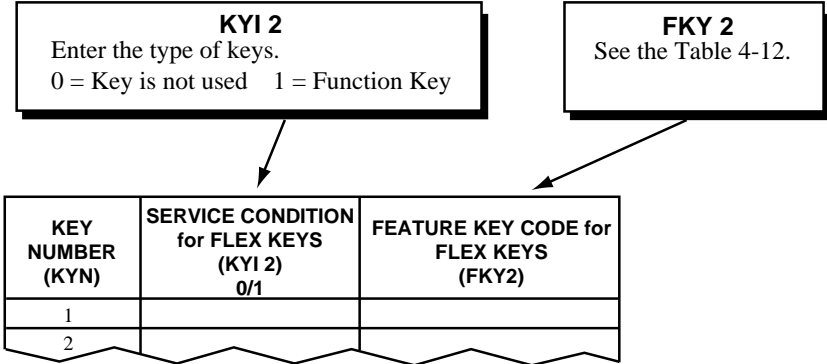 KYI 2
Enter the type of keys.
0 = Key is not used 1 = Function Key
FKY 2
See the Table 4-12.
KEY
NUMBER
(KYN)
SERVICE CONDITION
for FLEX KEYS
(KYI 2)
0/1
FEATURE KEY CODE for
FLEX KEYS
(FKY2)
1
2